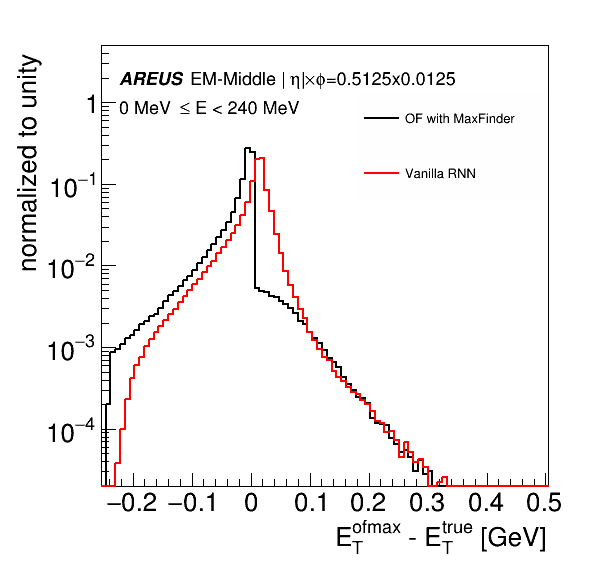 normalized to unity
AREUS EM-Middle | η|×ϕ=0.5125x0.0125
0 MeV ≤ E < 240 MeV
OF with MaxFinder
Vanilla RNN
1
10⁻¹
10⁻²
10⁻³
10⁻⁴
−0.2 −0.1 0 0.1 0.2 0.3 0.4 0.5
E_T^ofmax - E_T^true [GeV]